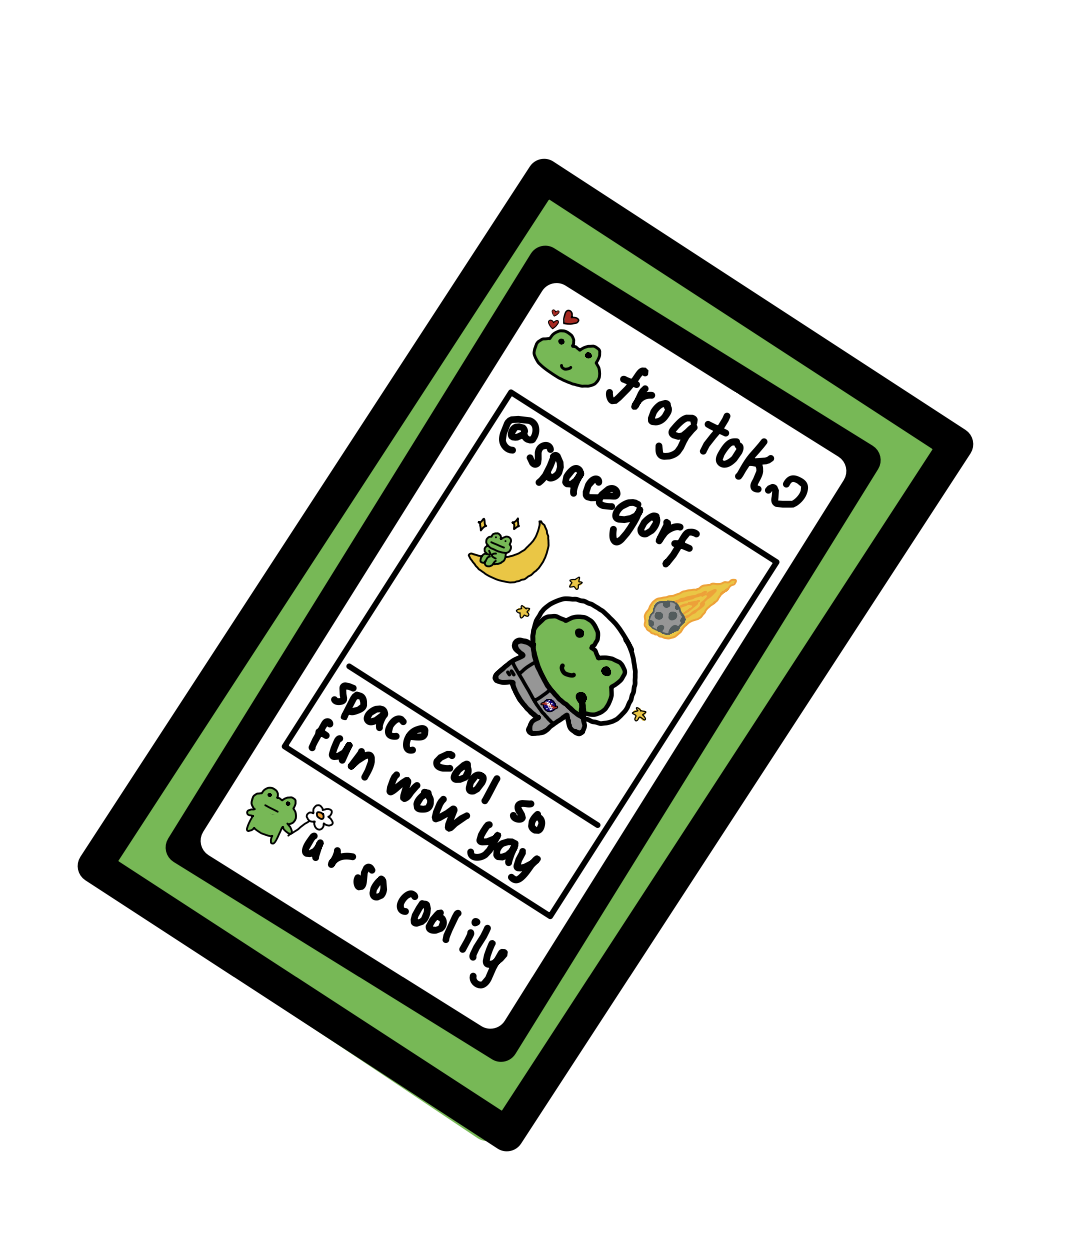 frogtok
@spacegorf
space cool so
fun wow yay
u r so cool ily